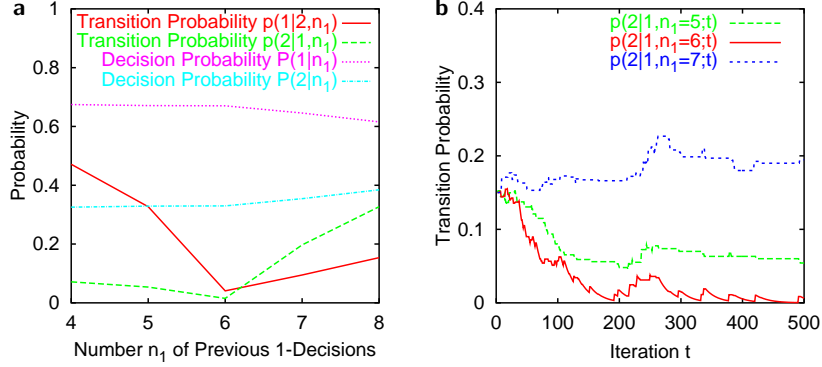 a
Transition Probability p(1|2,n1)
Transition Probability p(2|1,n1)
Decision Probability P(1|n1)
Decision Probability P(2|n1)
Probability
1
0.8
0.6
0.4
0.2
0
4 5 6 7 8
Number n1 of Previous 1-Decisions
b
p(2|1,n1=5;t)
p(2|1,n1=6;t)
p(2|1,n1=7;t)
Transition Probability
0.4
0.3
0.2
0.1
0
0 100 200 300 400 500
Iteration t